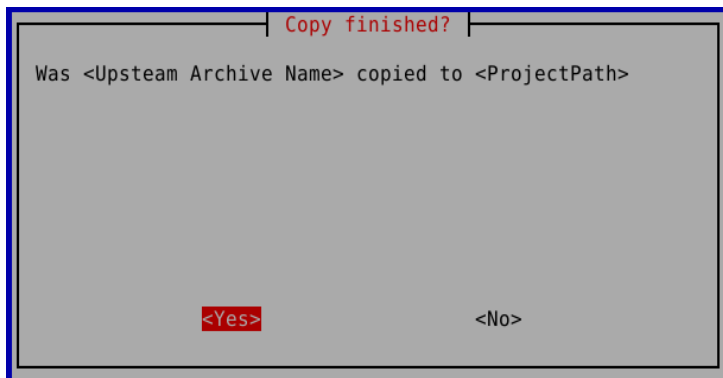 Copy finished?
Was <Upsteam Archive Name> copied to <ProjectPath>
<Yes> <No>